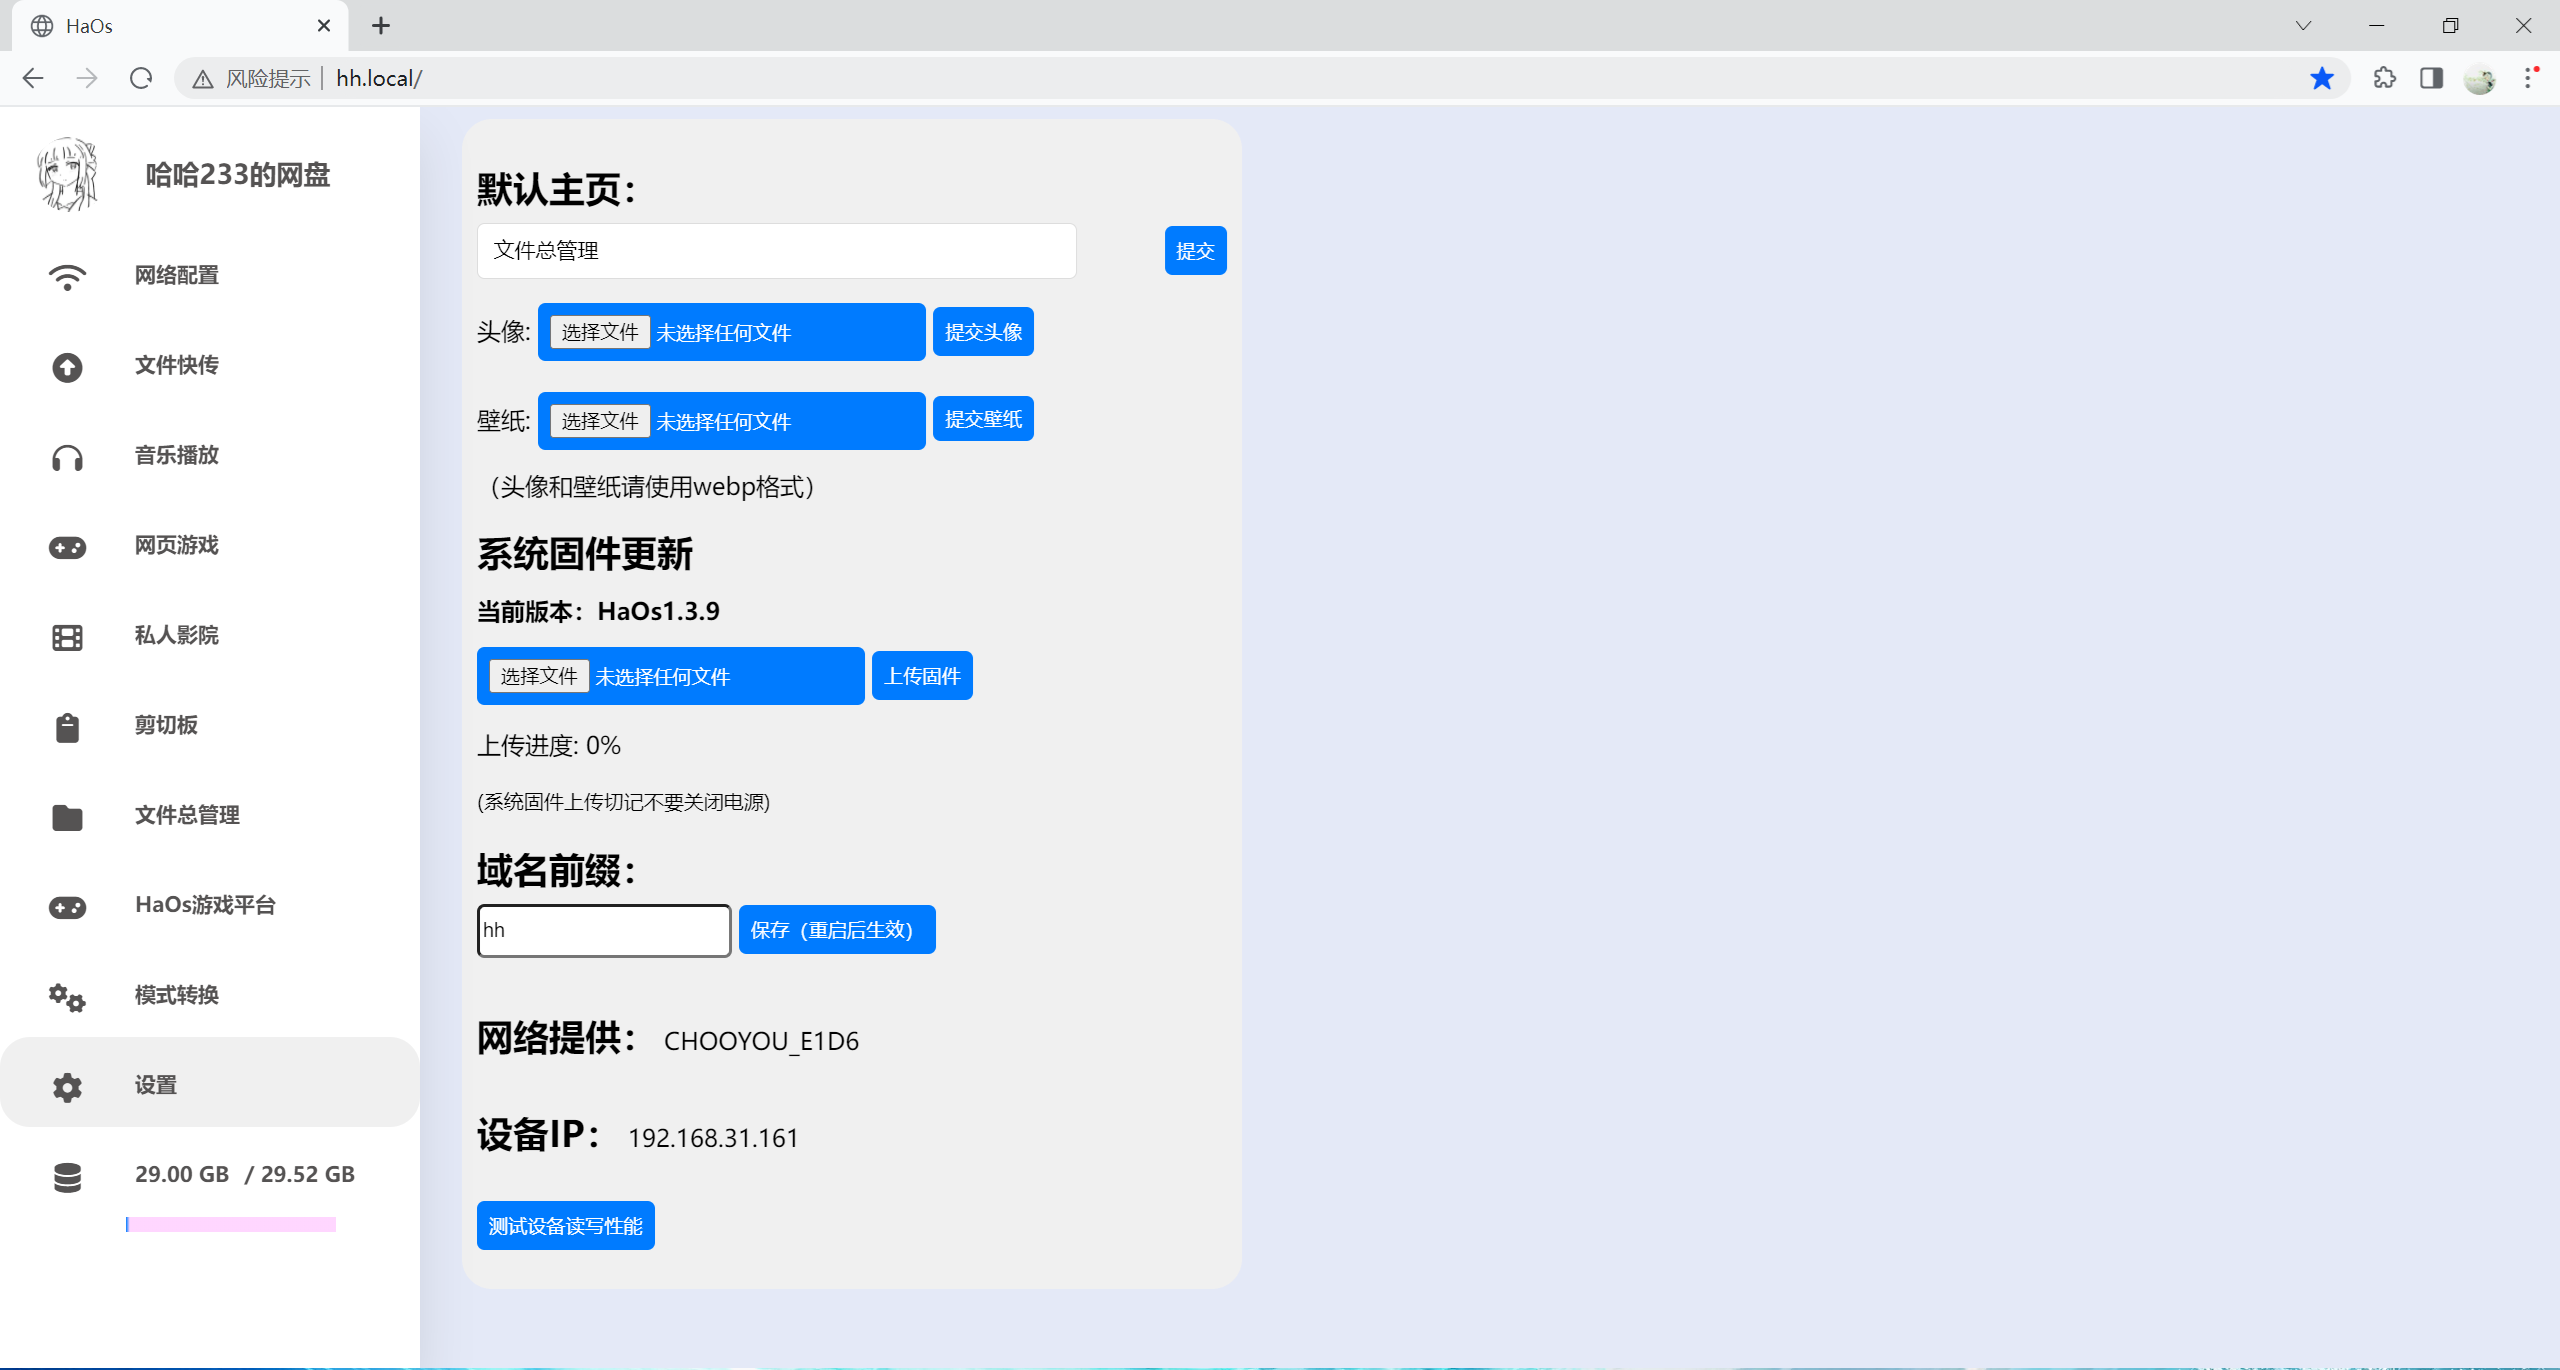 HaOs
风险提示 hh.local/
哈哈233的网盘
网络配置
文件快传
音乐播放
网页游戏
私人影院
剪切板
文件总管理
HaOs游戏平台
模式转换
设置
29.00 GB / 29.52 GB
默认主页：
文件总管理 提交
头像: 选择文件 未选择任何文件 提交头像
壁纸: 选择文件 未选择任何文件 提交壁纸
（头像和壁纸请使用webp格式）
系统固件更新
当前版本：HaOs1.3.9
选择文件 未选择任何文件 上传固件
上传进度: 0%
(系统固件上传切记不要关闭电源)
域名前缀：
hh 保存（重启后生效）
网络提供： CHOOYOU_E1D6
设备IP： 192.168.31.161
测试设备读写性能